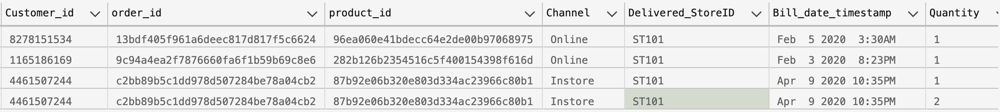 Customer_id order_id product_id Channel Delivered_StoreID Bill_date_timestamp Quantity
8278151534 13bdf405f961a6deec817d817f5c6624 96ea060e41bdecc64e2de00b97068975 Online ST101 Feb  5 2020  3:30AM 1
1165186169 9c94a4ea2f7876660fa6f1b59b69c8e6 282b126b2354516c5f400154398f616d Online ST101 Feb  3 2020  8:23PM 1
4461507244 c2bb89b5c1dd978d507284be78a04cb2 87b92e06b320e803d334ac23966c80b1 Instore ST101 Apr  9 2020 10:35PM 1
4461507244 c2bb89b5c1dd978d507284be78a04cb2 87b92e06b320e803d334ac23966c80b1 Instore ST101 Apr  9 2020 10:35PM 2